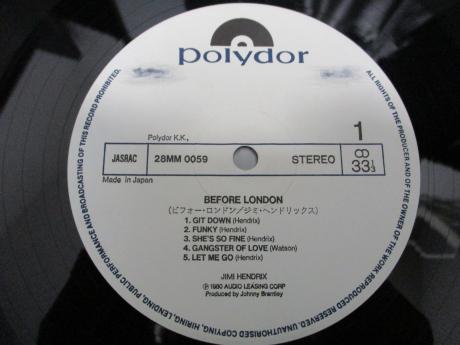 polydor
ALL RIGHTS OF THE PRODUCER AND OF THE OWNER OF THE WORK REPRODUCED RESERVED. UNAUTHORISED COPYING, HIRING, LENDING, PUBLIC PERFORMANCE AND BROADCASTING OF THIS RECORD PROHIBITED.
Polydor K.K.,
1
JASRAC 28MM 0059 STEREO CD 33 1/3
Made in Japan
BEFORE LONDON
(ビフォー・ロンドン/ジミ・ヘンドリックス)
1. GIT DOWN (Hendrix)
2. FUNKY (Hendrix)
3. SHE'S SO FINE (Hendrix)
4. GANGSTER OF LOVE (Watson)
5. LET ME GO (Hendrix)
JIMI HENDRIX
Ⓟ 1980 AUDIO LEASING CORP
Produced by Johnny Brantley